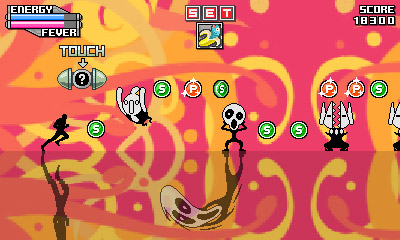 ENERGY
FEVER
SET
2
SCORE
18300
TOUCH
?
S P S
P P S
S S S